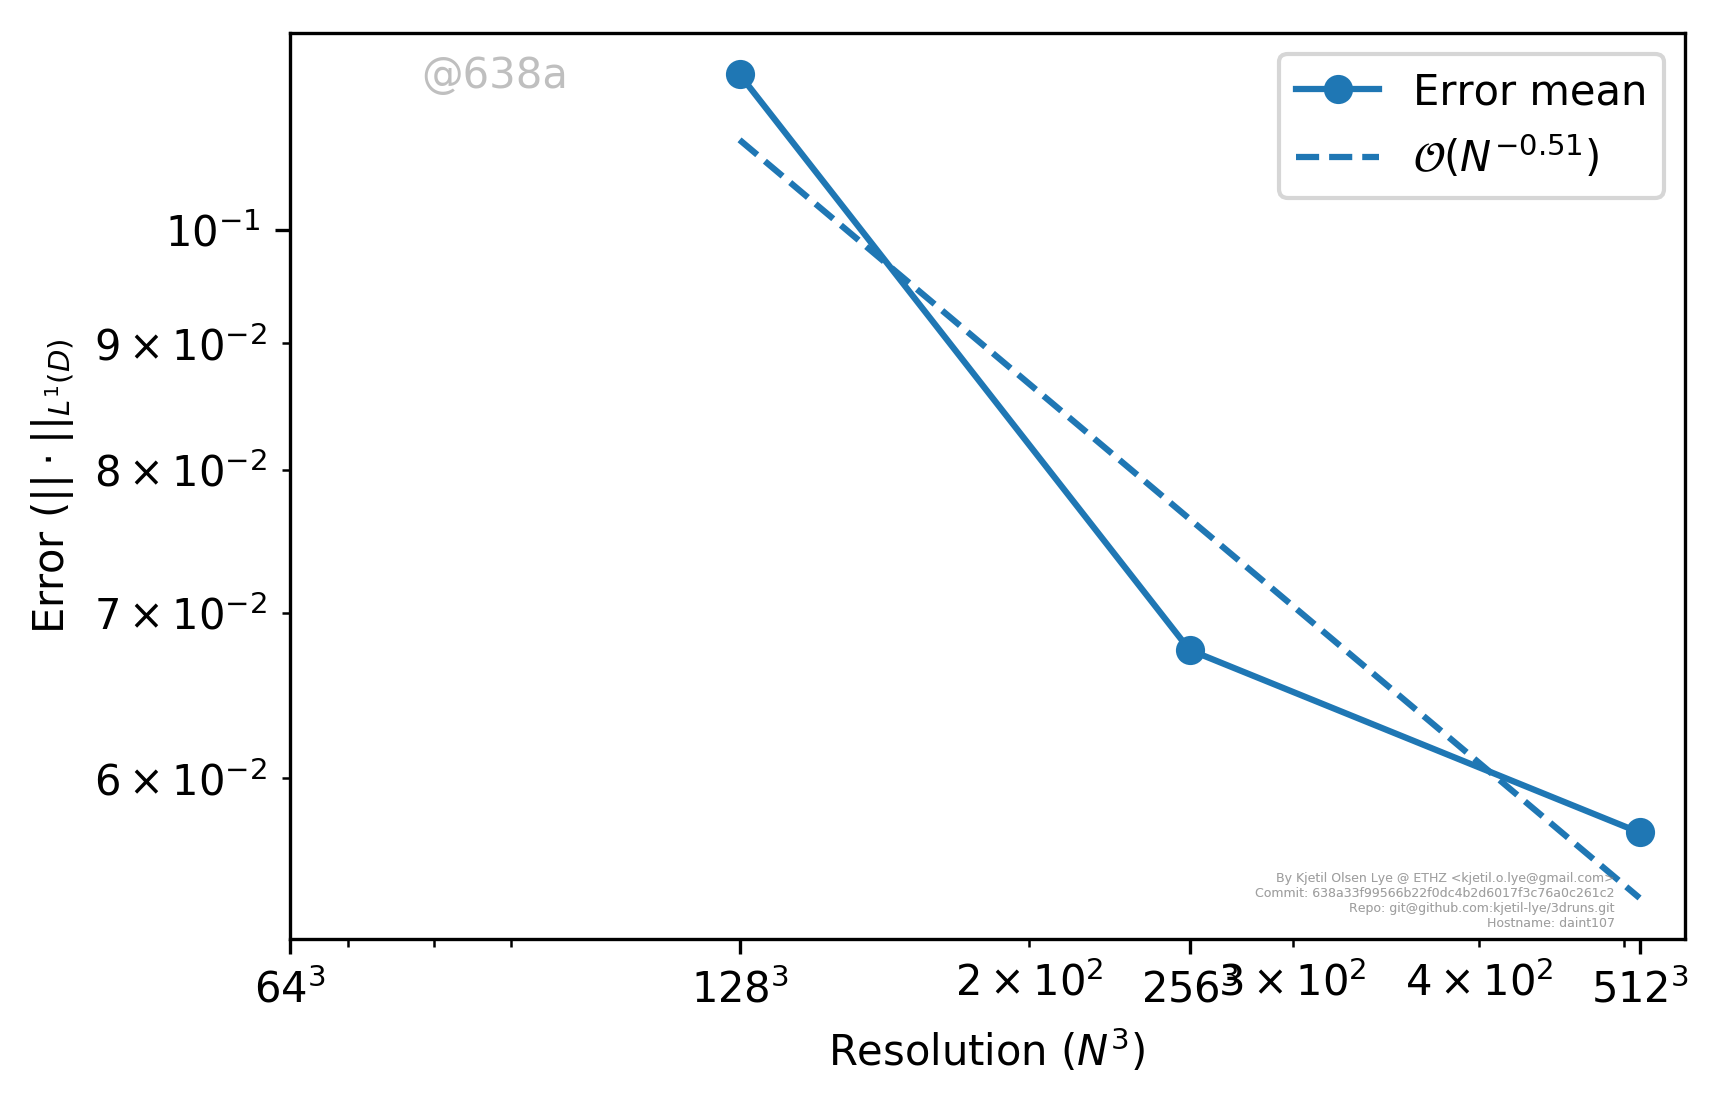 @638a
Error mean
𝒪(N⁻⁰·⁵¹)
10⁻¹
9 × 10⁻²
8 × 10⁻²
7 × 10⁻²
6 × 10⁻²
Error (|| · ||_{L¹(D)}
By Kjetil Olsen Lye @ ETHZ <kjetil.o.lye@gmail.com>
Commit: 638a33f99566b22f0dc4b2d6017f3c76a0c261c2
Repo: git@github.com:kjetil-lye/3druns.git
Hostname: daint107
64³ 128³ 2 × 10² 256³ 3 × 10² 4 × 10² 512³
Resolution (N³)